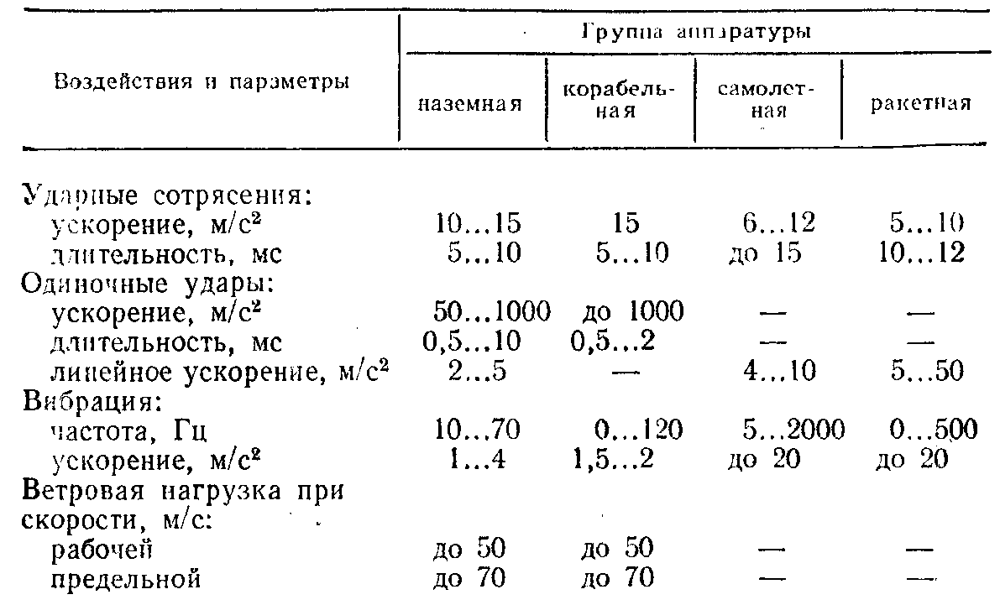 Группа аппаратуры
Воздействия и параметры
наземная
корабель-
ная
самолет-
ная
ракетная
Ударные сотрясения:
ускорение, м/с² 10...15 15 6...12 5...10
длительность, мс 5...10 5...10 до 15 10...12
Одиночные удары:
ускорение, м/с² 50...1000 до 1000 — —
длительность, мс 0,5...10 0,5...2 — —
линейное ускорение, м/с² 2...5 — 4...10 5...50
Вибрация:
частота, Гц 10...70 0...120 5...2000 0...500
ускорение, м/с² 1...4 1,5...2 до 20 до 20
Ветровая нагрузка при
скорости, м/с:
рабочей до 50 до 50 — —
предельной до 70 до 70 — —